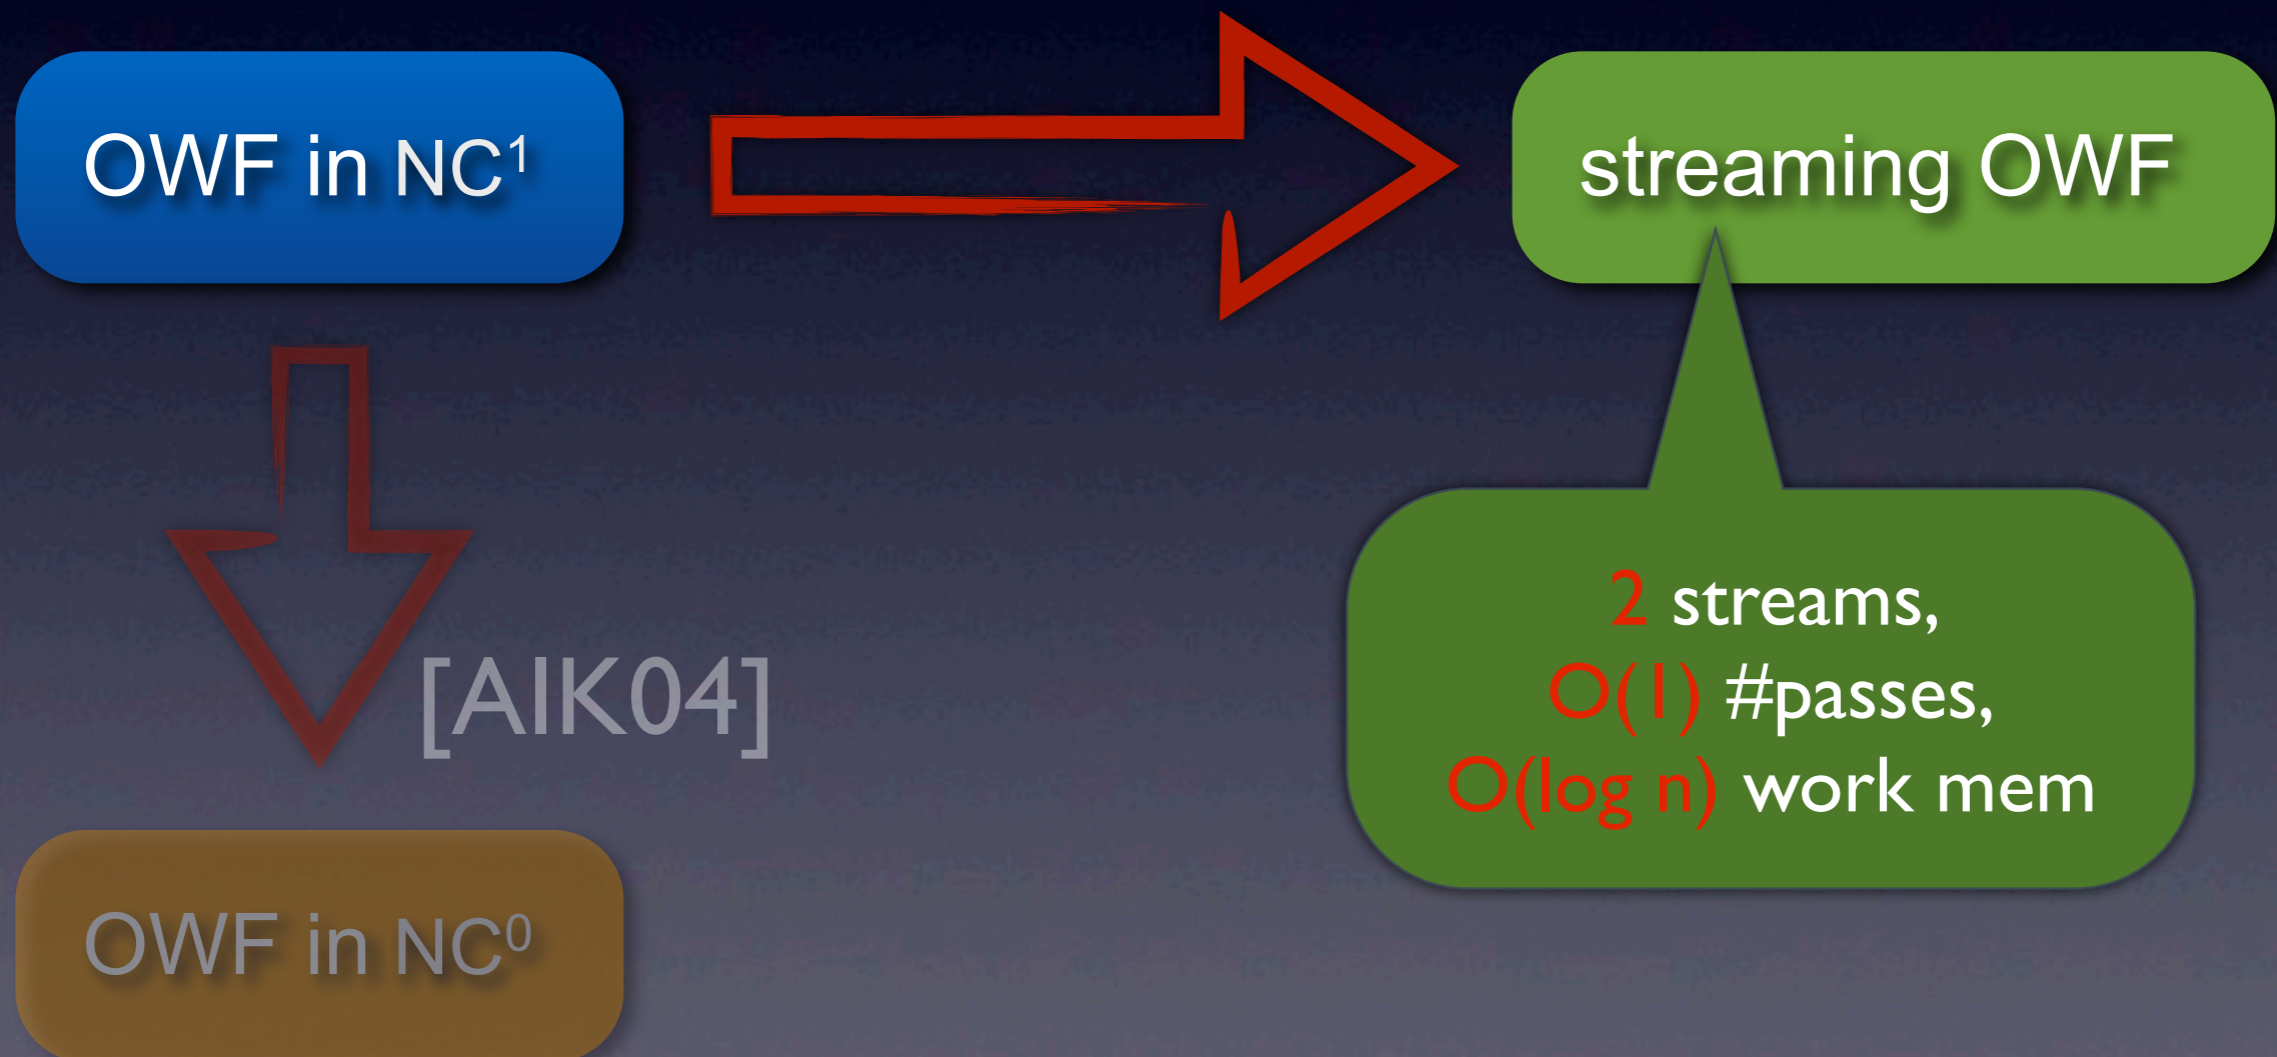 OWF in NC¹
streaming OWF
2 streams,
O(1) #passes,
O(log n) work mem
[AIK04]
OWF in NC⁰